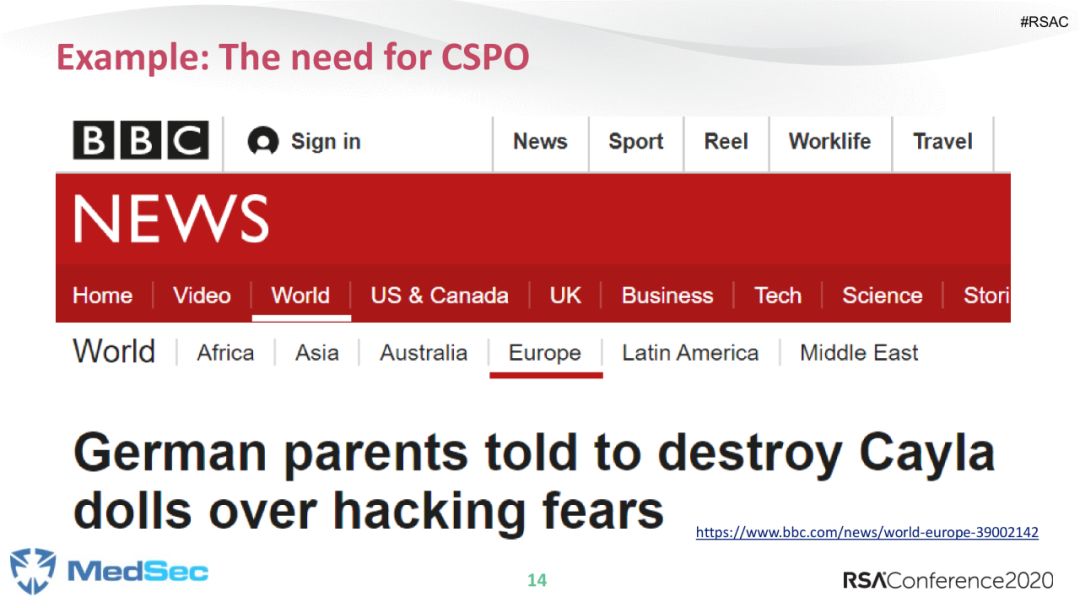 #RSAC
Example: The need for CSPO
BBC Sign in News Sport Reel Worklife Travel
NEWS
Home Video World US & Canada UK Business Tech Science Stori
World Africa Asia Australia Europe Latin America Middle East
German parents told to destroy Cayla
dolls over hacking fears
https://www.bbc.com/news/world-europe-39002142
MedSec 14 RSAConference2020